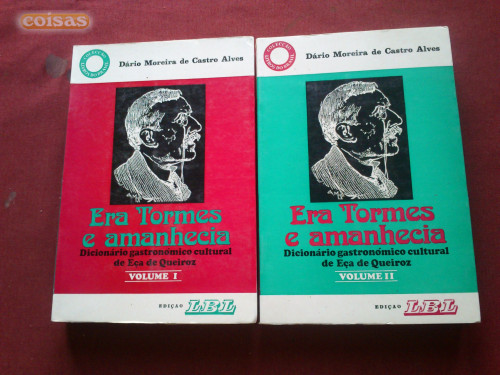 coisas
Dário Moreira de Castro Alves
Era Tormes
e amanhecia
Dicionário gastronómico cultural
de Eça de Queiroz
VOLUME I
EDIÇÃO LBL
Dário Moreira de Castro Alves
Era Tormes
e amanhecia
Dicionário gastronómico cultural
de Eça de Queiroz
VOLUME II
EDIÇÃO LBL